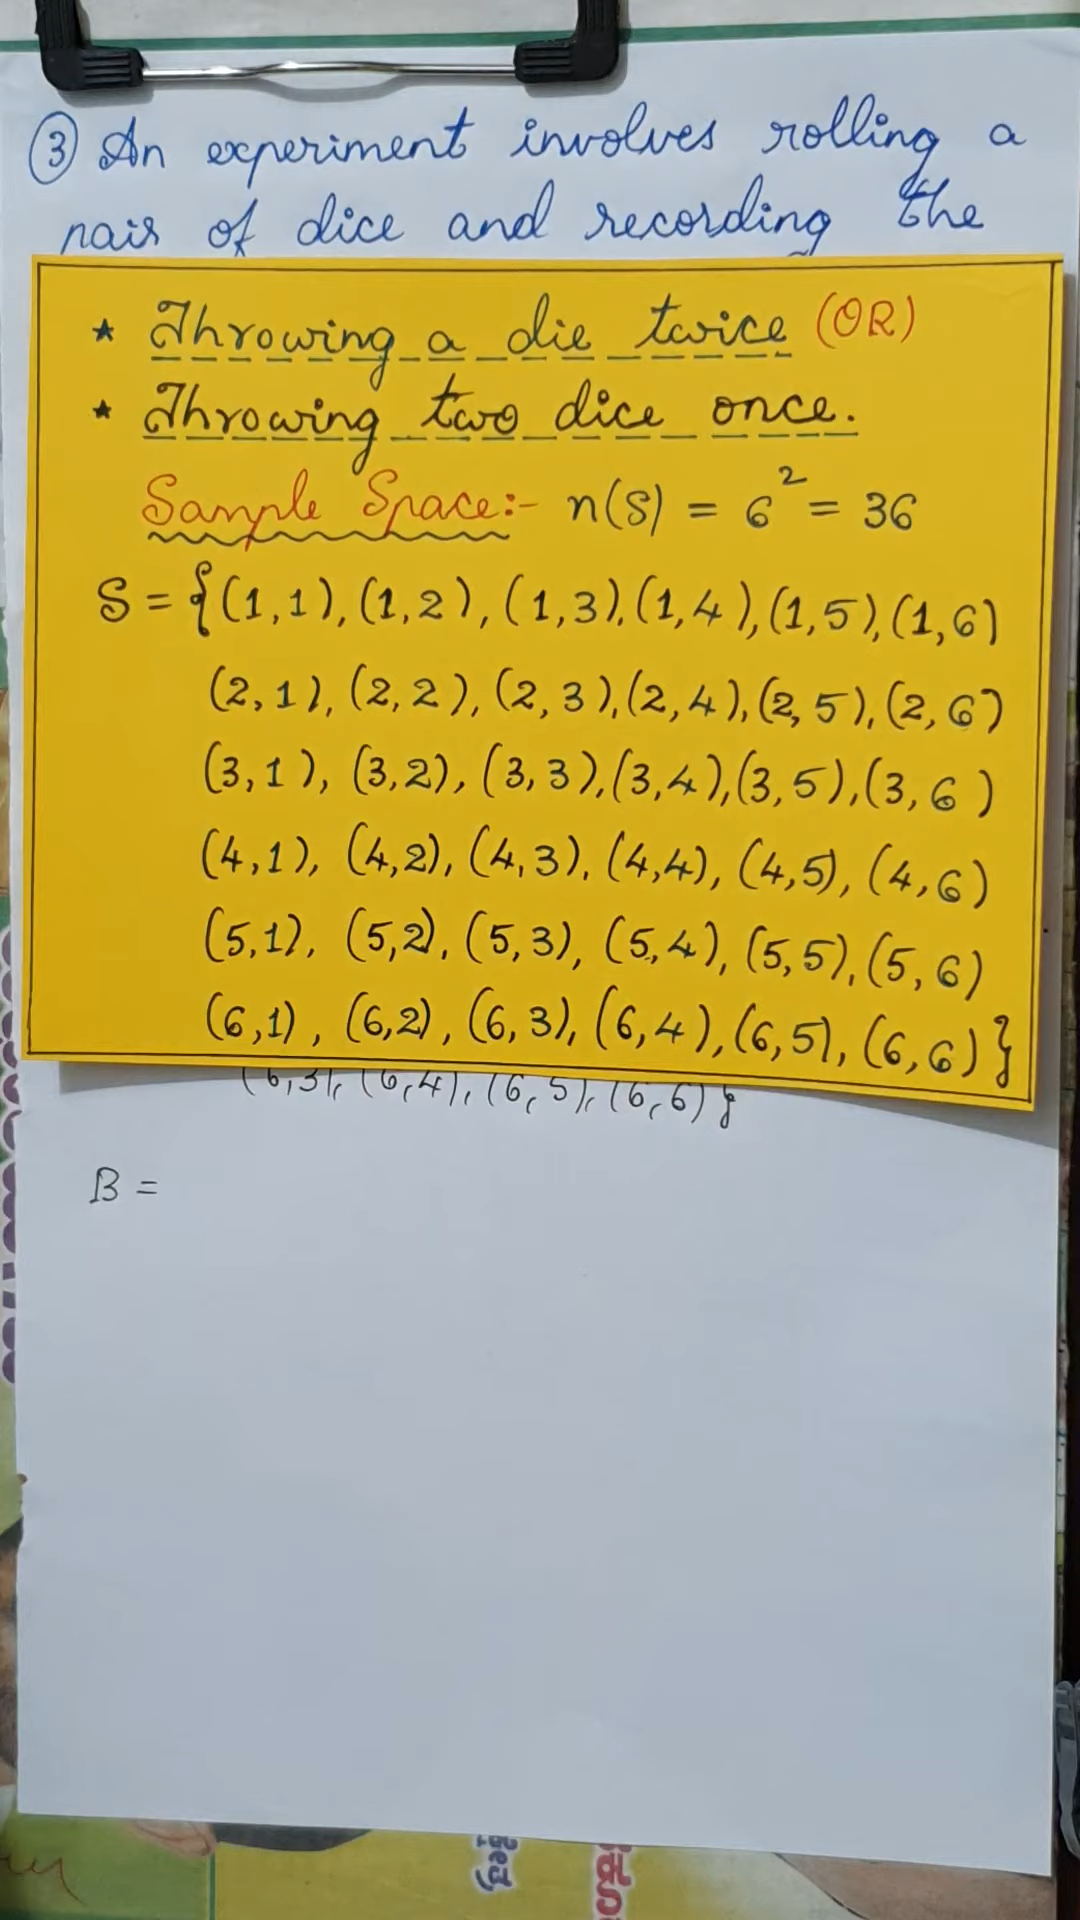 ③ An experiment involves rolling a
pair of dice and recording the
★ Throwing a die twice (OR)
★ Throwing two dice once.
Sample Space:- n(S) = 6² = 36
S = {(1,1), (1,2), (1,3), (1,4), (1,5), (1,6)
(2,1), (2,2), (2,3), (2,4), (2,5), (2,6)
(3,1), (3,2), (3,3), (3,4), (3,5), (3,6)
(4,1), (4,2), (4,3), (4,4), (4,5), (4,6)
(5,1), (5,2), (5,3), (5,4), (5,5), (5,6)
(6,1), (6,2), (6,3), (6,4), (6,5), (6,6)}
(6,3), (6,4), (6,5), (6,6)}
B =